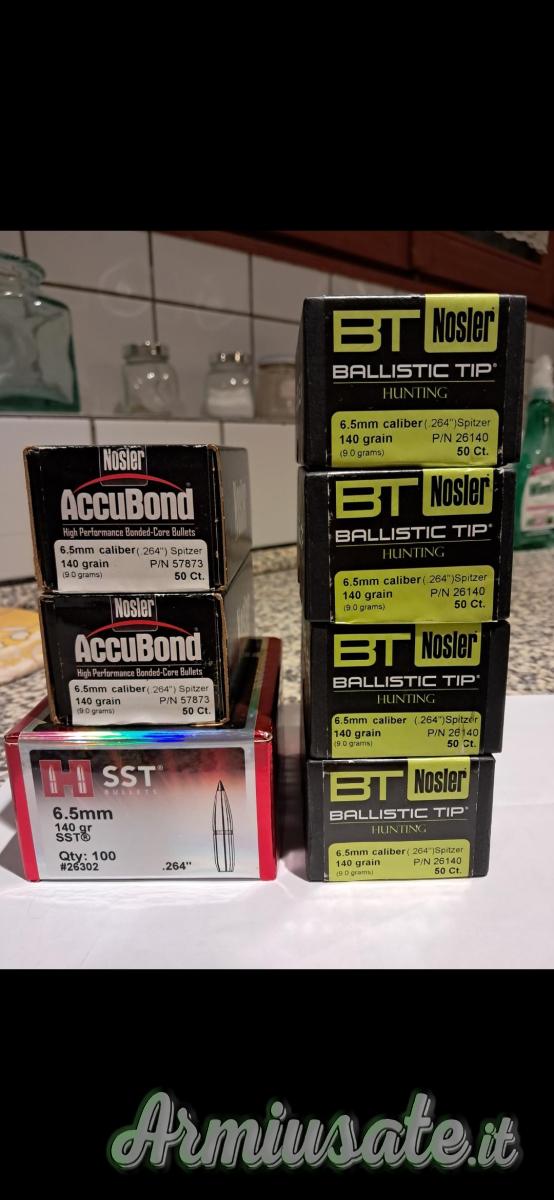 Nosler
AccuBond®
High Performance Bonded-Core Bullets
6.5mm caliber (.264") Spitzer
140 grain P/N 57873
(9.0 grams) 50 Ct.
Nosler
AccuBond®
High Performance Bonded-Core Bullets
6.5mm caliber (.264") Spitzer
140 grain P/N 57873
(9.0 grams) 50 Ct.
H SST®
BULLETS
6.5mm
140 gr
SST®
Qty: 100
#26302 .264"
BT Nosler®
BALLISTIC TIP®
HUNTING
6.5mm caliber (.264") Spitzer
140 grain P/N 26140
(9.0 grams) 50 Ct.
BT Nosler®
BALLISTIC TIP®
HUNTING
6.5mm caliber (.264") Spitzer
140 grain P/N 26140
(9.0 grams) 50 Ct.
BT Nosler®
BALLISTIC TIP®
HUNTING
6.5mm caliber (.264") Spitzer
140 grain P/N 26140
(9.0 grams) 50 Ct.
BT Nosler®
BALLISTIC TIP®
HUNTING
6.5mm caliber (.264") Spitzer
140 grain P/N 26140
(9.0 grams) 50 Ct.
Armiusate.it